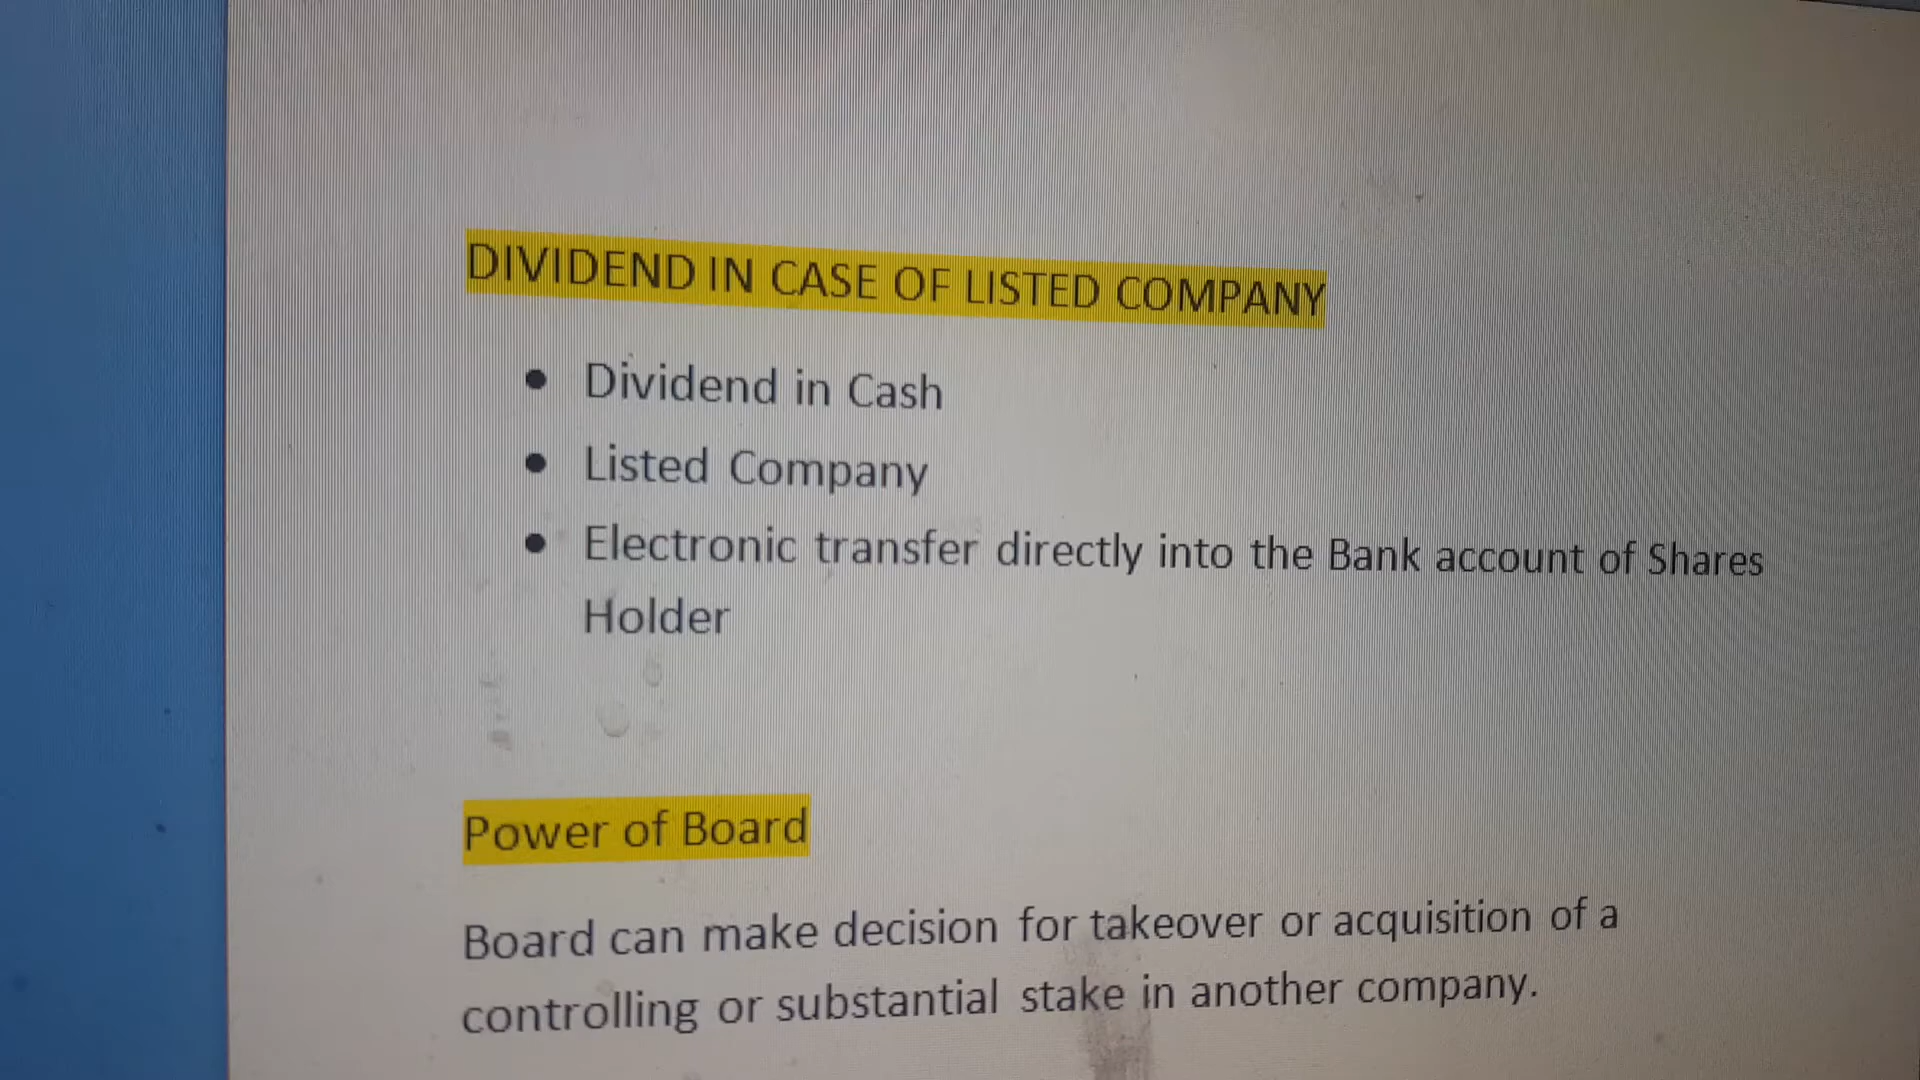 DIVIDEND IN CASE OF LISTED COMPANY
• Dividend in Cash
• Listed Company
• Electronic transfer directly into the Bank account of Shares
Holder
Power of Board
Board can make decision for takeover or acquisition of a
controlling or substantial stake in another company.